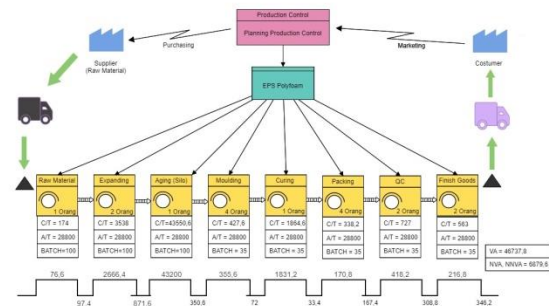 Production Control
Planning Production Control
Purchasing
Marketing
Supplier
(Raw Material)
Costumer
EPS Polyfoam
Raw Material
1 Orang
C/T = 174
A/T = 28800
BATCH=100
Expanding
2 Orang
C/T = 3538
A/T = 28800
BATCH=100
Aging (Silo)
1 Orang
C/T =43550,6
A/T = 28800
BATCH=100
Moulding
4 Orang
C/T = 427,6
A/T = 28800
BATCH = 35
Curing
1 Orang
C/T = 1864,6
A/T = 28800
BATCH = 35
Packing
4 Orang
C/T = 338,2
A/T = 28800
BATCH = 35
QC
2 Orang
C/T = 727
A/T = 28800
BATCH = 35
Finish Goods
2 Orang
C/T = 563
A/T = 28800
BATCH = 35
VA = 46737,8
NVA, NNVA = 6879,6
76,6
2666,4
43200
355,6
1831,2
170,8
418,2
216,8
97,4
871,6
350,6
72
33,4
167,4
308,8
346,2